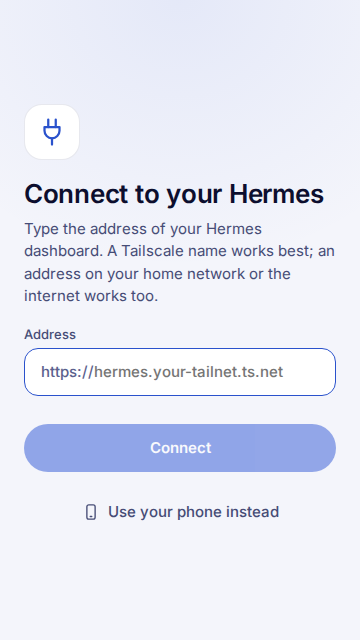 Connect to your Hermes
Type the address of your Hermes
dashboard. A Tailscale name works best; an
address on your home network or the
internet works too.
Address
https://hermes.your-tailnet.ts.net
Connect
Use your phone instead